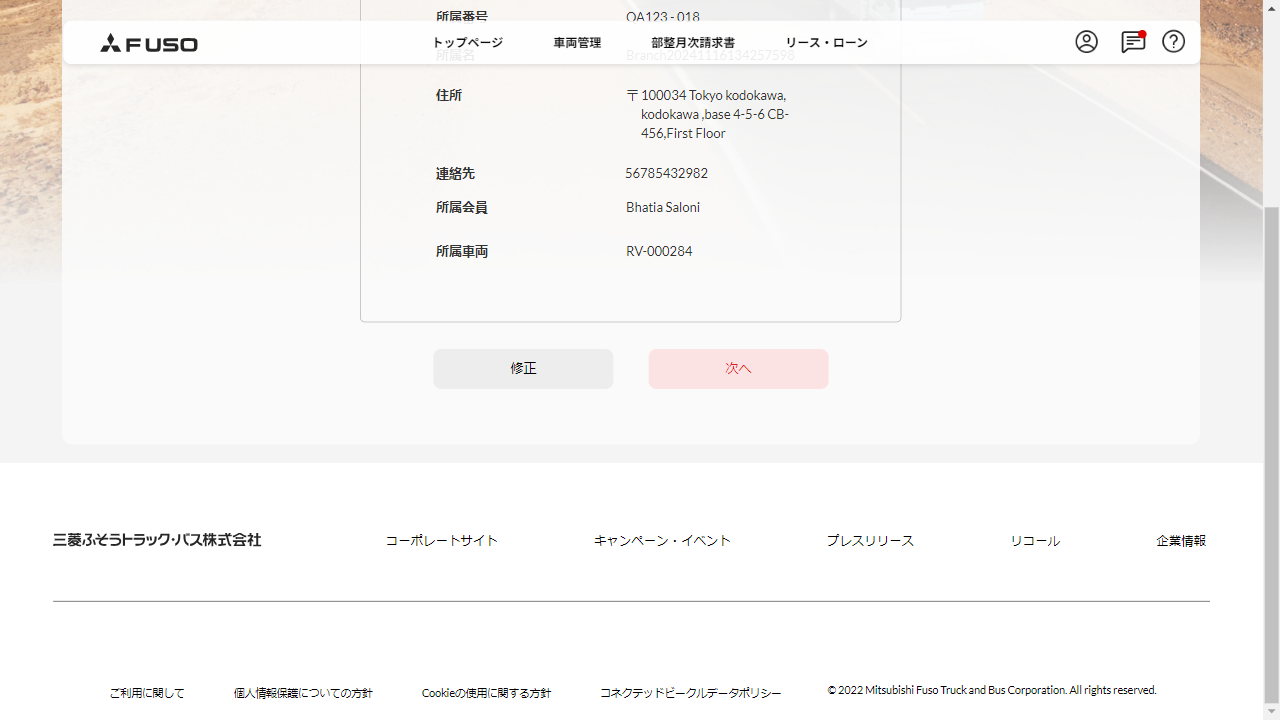 所属番号 OA123 - 018
FUSO トップページ 車両管理 部整月次請求書 リース・ローン
所属名 Branch20241116134257598
住所 〒100034 Tokyo kodokawa,
kodokawa ,base 4-5-6 CB-
456,First Floor
連絡先 56785432982
所属会員 Bhatia Saloni
所属車両 RV-000284
修正 次へ
三菱ふそうトラック・バス株式会社 コーポレートサイト キャンペーン・イベント プレスリリース リコール 企業情報
ご利用に関して 個人情報保護についての方針 Cookieの使用に関する方針 コネクテッドビークルデータポリシー © 2022 Mitsubishi Fuso Truck and Bus Corporation. All rights reserved.